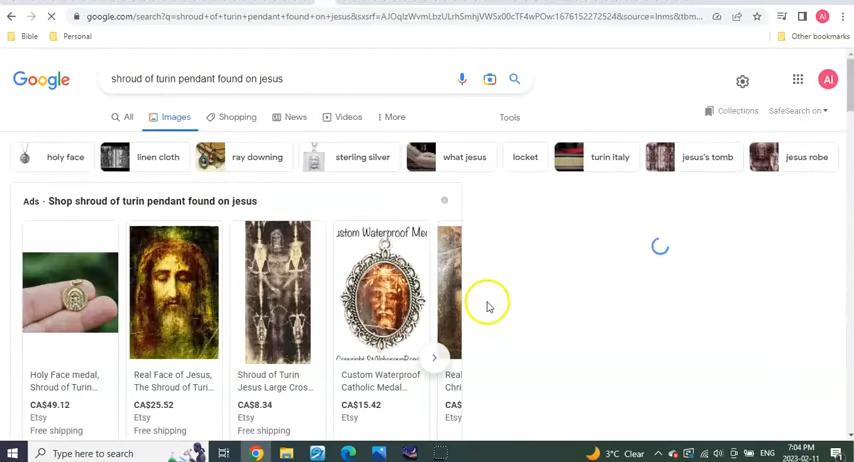 google.com/search?q=shroud+of+turin+pendant+found+on+jesus&sxsrf=AJOqlzWvmLbzULrhSmhjVWSx00cTF4wPOw:1676152272524&source=lnms&tbm...
Bible
Personal
Other bookmarks
Google
shroud of turin pendant found on jesus
Al
All
Images
Shopping
News
Videos
More
Tools
Collections
SafeSearch on
holy face
linen cloth
ray downing
sterling silver
what jesus
locket
turin italy
jesus's tomb
jesus robe
Ads · Shop shroud of turin pendant found on jesus
ustom Waterproof Me
Holy Face medal,
Shroud of Turin...
CA$49.12
Etsy
Free shipping
Real Face of Jesus,
The Shroud of Turi...
CA$25.52
Etsy
Free shipping
Shroud of Turin
Jesus Large Cros...
CA$8.34
Etsy
Free shipping
Custom Waterproof
Catholic Medal...
CA$15.42
Etsy
Free shipping
Real
Chri
CA$
Etsy
Type here to search
3°C Clear
ENG
7:04 PM
2023-02-11